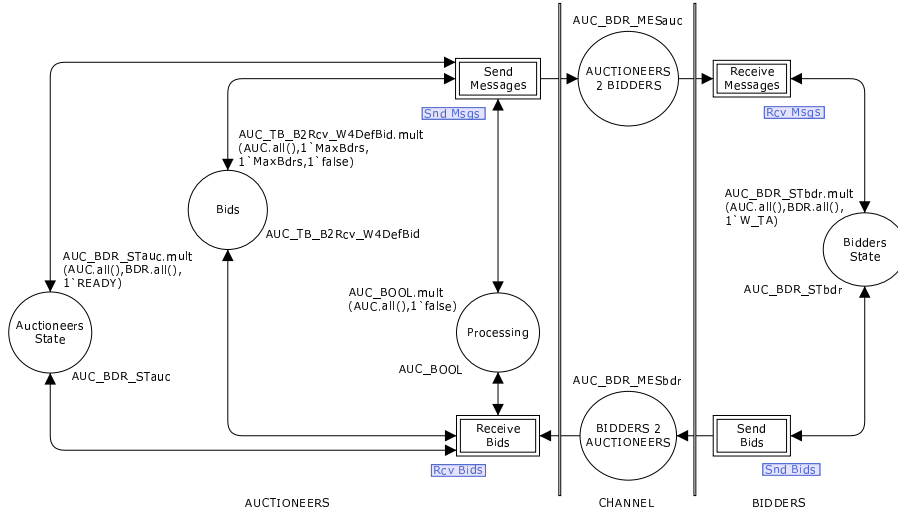 AUC_BDR_MESauc
Send
Messages
AUCTIONEERS
2 BIDDERS
Receive
Messages
Snd Msgs
Rcv Msgs
AUC_TB_B2Rcv_W4DefBid.mult
(AUC.all(),1`MaxBdrs,
1`MaxBdrs,1`false)
Bids
AUC_TB_B2Rcv_W4DefBid
AUC_BDR_STbdr.mult
(AUC.all(),BDR.all(),
1`W_TA)
Bidders
State
AUC_BDR_STbdr
AUC_BDR_STauc.mult
(AUC.all(),BDR.all(),
1`READY)
AUC_BOOL.mult
(AUC.all(),1`false)
Auctioneers
State
Processing
AUC_BDR_STauc
AUC_BOOL
AUC_BDR_MESbdr
Receive
Bids
BIDDERS 2
AUCTIONEERS
Send
Bids
Rcv Bids
Snd Bids
AUCTIONEERS
CHANNEL
BIDDERS